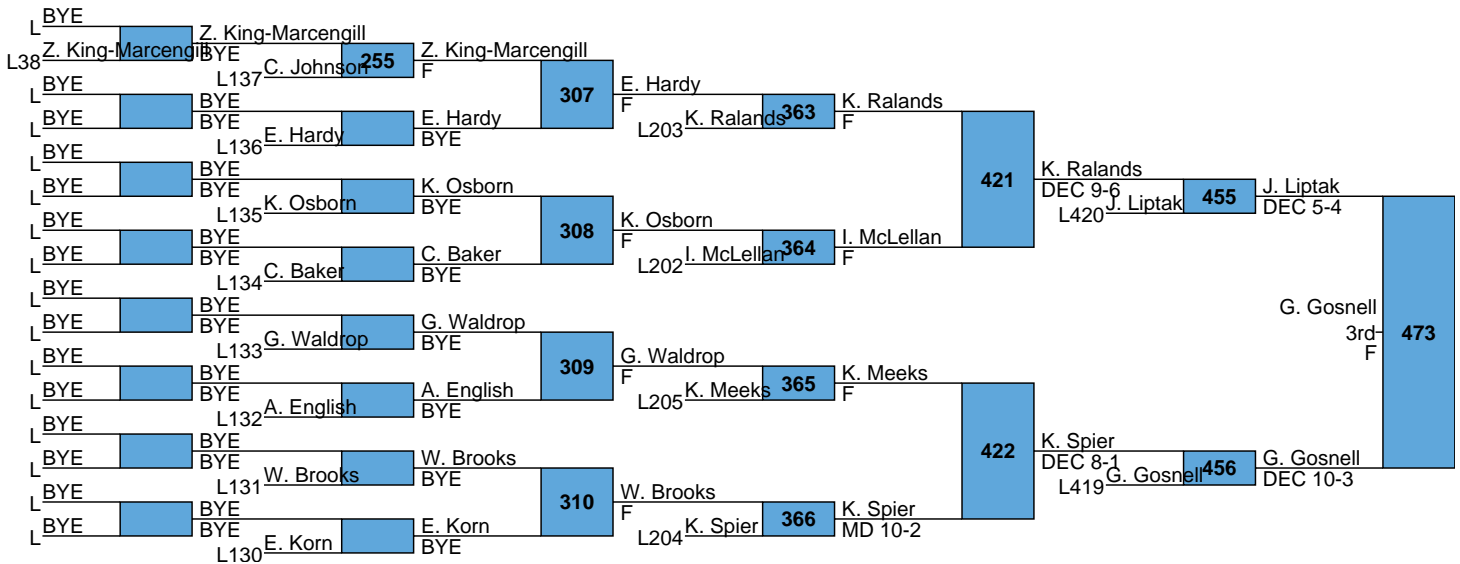 BYE
L
Z. King-Marcengill
L38
Z. King-Marcengill
BYE
C. Johnson
L137
255
Z. King-Marcengill
F
BYE
L
BYE
L
BYE
BYE
E. Hardy
L136
E. Hardy
BYE
307
E. Hardy
F
K. Ralands
L203
363
K. Ralands
F
BYE
L
BYE
L
BYE
BYE
K. Osborn
L135
K. Osborn
BYE
BYE
L
BYE
L
BYE
BYE
C. Baker
L134
C. Baker
BYE
308
K. Osborn
F
I. McLellan
L202
364
I. McLellan
F
421
K. Ralands
DEC 9-6
J. Liptak
L420
455
J. Liptak
DEC 5-4
BYE
L
BYE
L
BYE
BYE
G. Waldrop
L133
G. Waldrop
BYE
BYE
L
BYE
L
BYE
BYE
A. English
L132
A. English
BYE
309
G. Waldrop
F
K. Meeks
L205
365
K. Meeks
F
BYE
L
BYE
L
BYE
BYE
W. Brooks
L131
W. Brooks
BYE
BYE
L
BYE
L
BYE
BYE
E. Korn
L130
E. Korn
BYE
310
W. Brooks
F
K. Spier
L204
366
K. Spier
MD 10-2
422
K. Spier
DEC 8-1
G. Gosnell
L419
456
G. Gosnell
DEC 10-3
473
G. Gosnell
3rd
F